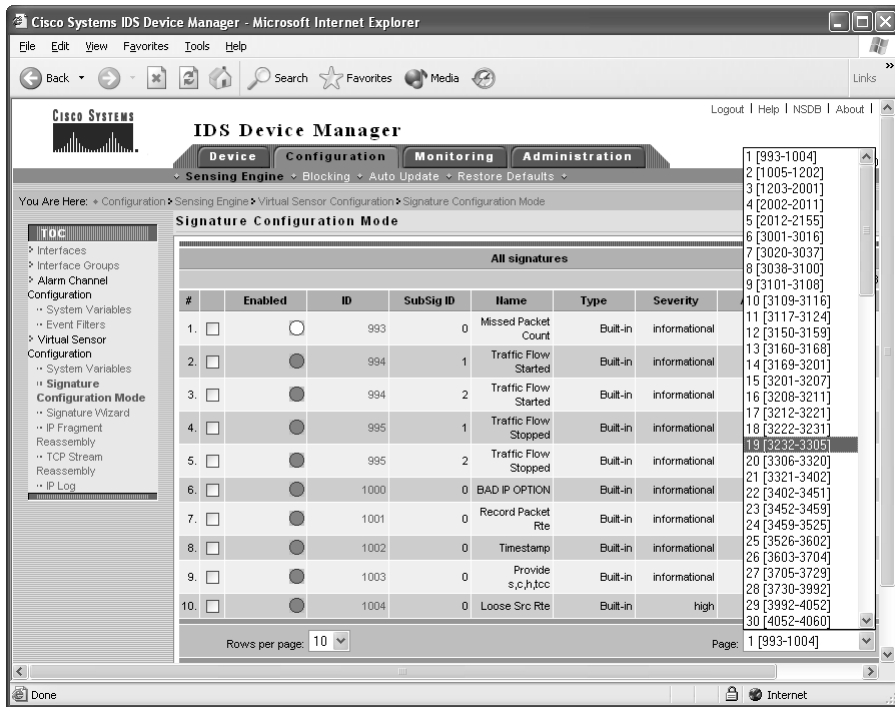 Cisco Systems IDS Device Manager - Microsoft Internet Explorer
File Edit View Favorites Tools Help
Back Search Favorites Media Links
CISCO SYSTEMS
Logout | Help | NSDB | About |
IDS Device Manager
Device Configuration Monitoring Administration
Sensing Engine Blocking Auto Update Restore Defaults
You Are Here: Configuration Sensing Engine Virtual Sensor Configuration Signature Configuration Mode
Signature Configuration Mode
TOC
Interfaces
Interface Groups
Alarm Channel
Configuration
System Variables
Event Filters
Virtual Sensor
Configuration
System Variables
Signature
Configuration Mode
Signature Wizard
IP Fragment
Reassembly
TCP Stream
Reassembly
IP Log
All signatures
# Enabled ID SubSig ID Name Type Severity
1. 993 0 Missed Packet Count Built-in informational
2. 994 1 Traffic Flow Started Built-in informational
3. 994 2 Traffic Flow Started Built-in informational
4. 995 1 Traffic Flow Stopped Built-in informational
5. 995 2 Traffic Flow Stopped Built-in informational
6. 1000 0 BAD IP OPTION Built-in informational
7. 1001 0 Record Packet Rte Built-in informational
8. 1002 0 Timestamp Built-in informational
9. 1003 0 Provide s,c,h,tcc Built-in informational
10. 1004 0 Loose Src Rte Built-in high
Rows per page: 10 Page: 1 [993-1004]
1 [993-1004]
2 [1005-1202]
3 [1203-2001]
4 [2002-2011]
5 [2012-2155]
6 [3001-3016]
7 [3020-3037]
8 [3038-3100]
9 [3101-3108]
10 [3109-3116]
11 [3117-3124]
12 [3150-3159]
13 [3160-3168]
14 [3169-3201]
15 [3201-3207]
16 [3208-3211]
17 [3212-3221]
18 [3222-3231]
19 [3232-3305]
20 [3306-3320]
21 [3321-3402]
22 [3402-3451]
23 [3452-3459]
24 [3459-3525]
25 [3526-3602]
26 [3603-3704]
27 [3705-3729]
28 [3730-3992]
29 [3992-4052]
30 [4052-4060]
Done Internet